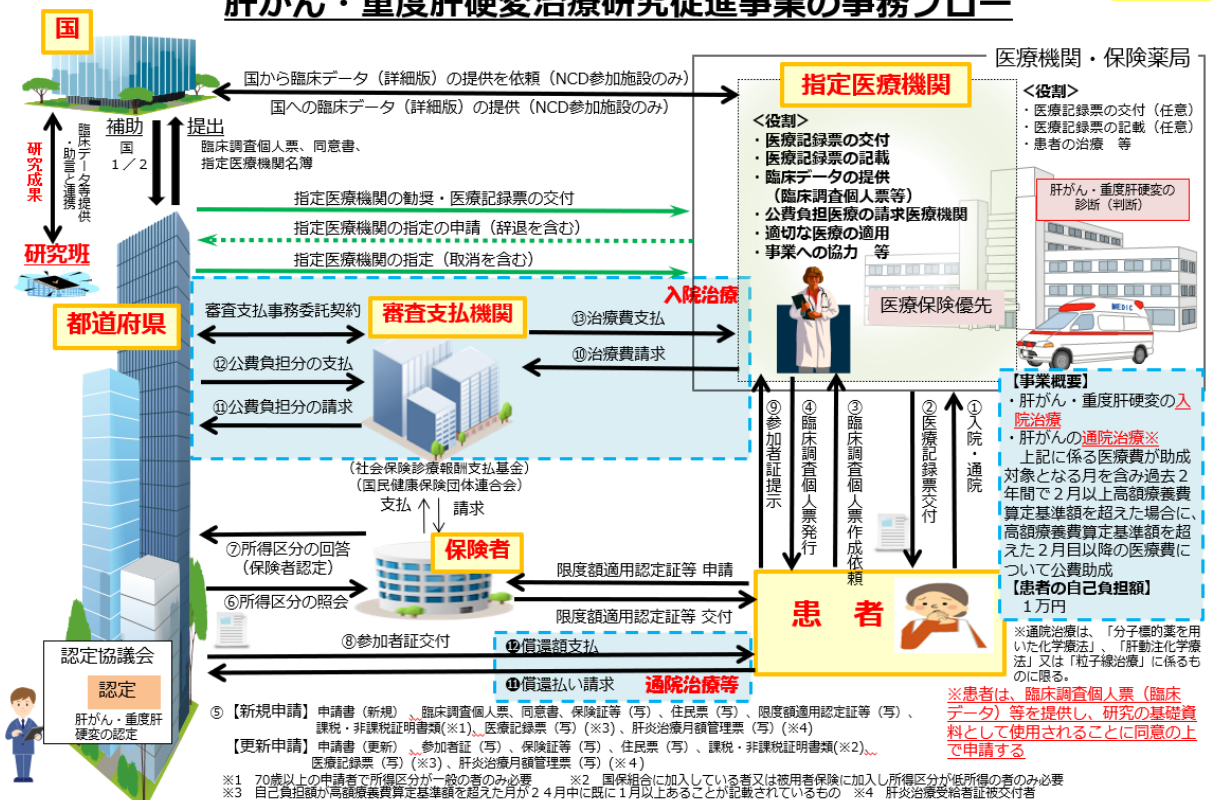 肝がん・重度肝硬変治療研究促進事業の事務フロー
国
国から臨床データ（詳細版）の提供を依頼（NCD参加施設のみ）
国への臨床データ（詳細版）の提供（NCD参加施設のみ）
医療機関・保険薬局
指定医療機関
＜役割＞
・医療記録票の交付
・医療記録票の記載
・臨床データの提供
（臨床調査個人票等）
・公費負担医療の請求医療機関
・適切な医療の適用
・事業への協力　等
＜役割＞
・医療記録票の交付（任意）
・医療記録票の記載（任意）
・患者の治療　等
肝がん・重度肝硬変の
診断（判断）
医療保険優先
MEDIC
研究成果
臨床データ等提供
・助言と連携
補助
国
１／２
提出
臨床調査個人票、同意書、
指定医療機関名簿
研究班
指定医療機関の勧奨・医療記録票の交付
指定医療機関の指定の申請（辞退を含む）
指定医療機関の指定（取消を含む）
都道府県
入院治療
審査支払事務委託契約
審査支払機関
⑬治療費支払
⑩治療費請求
⑫公費負担分の支払
⑪公費負担分の請求
（社会保険診療報酬支払基金）
（国民健康保険団体連合会）
支払
請求
⑨参加者証提示
④臨床調査個人票発行
③臨床調査個人票作成依頼
②医療記録票交付
①入院・通院
【事業概要】
・肝がん・重度肝硬変の入
院治療
・肝がんの通院治療※
上記に係る医療費が助成
対象となる月を含み過去２
年間で２月以上高額療養費
算定基準額を超えた場合に、
高額療養費算定基準額を超
えた２月目以降の医療費に
ついて公費助成
【患者の自己負担額】
１万円
※通院治療は、「分子標的薬を用
いた化学療法」、「肝動注化学療
法」又は「粒子線治療」に係るも
のに限る。
※患者は、臨床調査個人票（臨床
データ）等を提供し、研究の基礎資
料として使用されることに同意の上
で申請する
⑦所得区分の回答
（保険者認定）
⑥所得区分の照会
保険者
限度額適用認定証等 申請
限度額適用認定証等 交付
患　者
⑧参加者証交付
⓬償還額支払
⓫償還払い請求
通院治療等
認定協議会
認定
肝がん・重度肝
硬変の認定
⑤ 【新規申請】 申請書（新規）、臨床調査個人票、同意書、保険証等（写）、住民票（写）、限度額適用認定証等（写）、
課税・非課税証明書類(※1)、医療記録票（写）(※3)、肝炎治療月額管理票（写）(※4)
【更新申請】 申請書（更新）、参加者証（写）、保険証等（写）、住民票（写）、課税・非課税証明書類(※2)、
医療記録票（写）(※3)、肝炎治療月額管理票（写）(※４)
※1　70歳以上の申請者で所得区分が一般の者のみ必要　※2　国保組合に加入している者又は被用者保険に加入し所得区分が低所得の者のみ必要
※3　自己負担額が高額療養費算定基準額を超えた月が２４月中に既に１月以上あることが記載されているもの　※4　肝炎治療受給者証被交付者